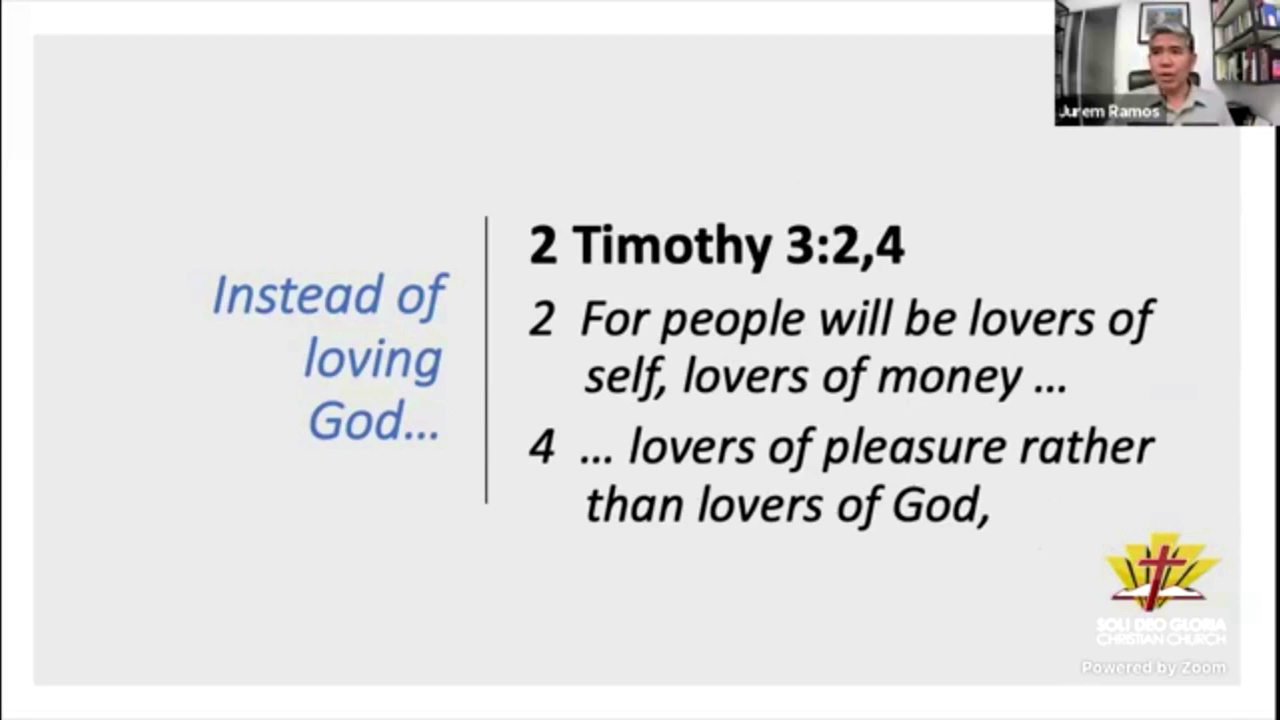 Jurem Ramos
Instead of
loving
God...
2 Timothy 3:2,4
2 For people will be lovers of
self, lovers of money ...
4 ... lovers of pleasure rather
than lovers of God,
SOLI DEO GLORIA
CHRISTIAN CHURCH
Powered by Zoom